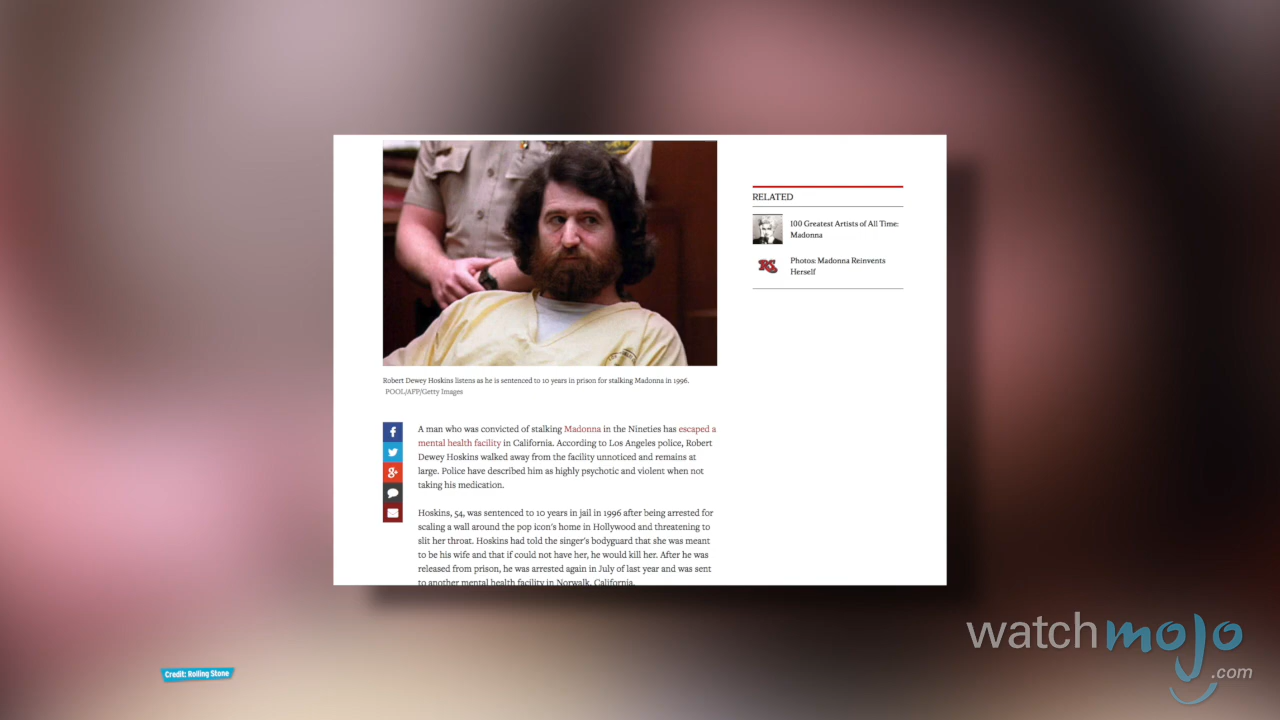 Robert Dewey Hoskins listens as he is sentenced to 10 years in prison for stalking Madonna in 1996.
POOL/AFP/Getty Images
A man who was convicted of stalking Madonna in the Nineties has escaped a
mental health facility in California. According to Los Angeles police, Robert
Dewey Hoskins walked away from the facility unnoticed and remains at
large. Police have described him as highly psychotic and violent when not
taking his medication.
Hoskins, 54, was sentenced to 10 years in jail in 1996 after being arrested for
scaling a wall around the pop icon's home in Hollywood and threatening to
slit her throat. Hoskins had told the singer's bodyguard that she was meant
to be his wife and that if could not have her, he would kill her. After he was
released from prison, he was arrested again in July of last year and was sent
to another mental health facility in Norwalk, California.
RELATED
100 Greatest Artists of All Time:
Madonna
Photos: Madonna Reinvents
Herself
Credit: Rolling Stone
watchmojo
.com